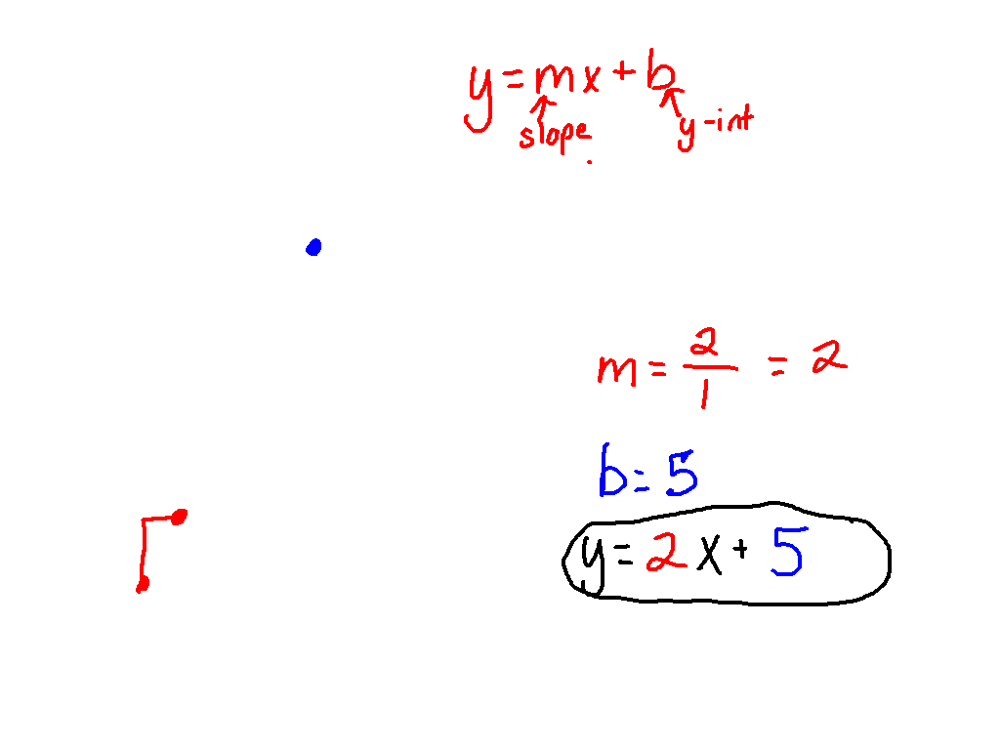 y = mx + b
slope
y-int
m = 2/1 = 2
b = 5
y = 2x + 5